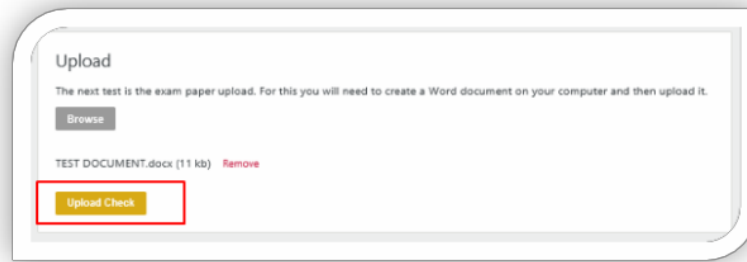 Upload
The next test is the exam paper upload. For this you will need to create a Word document on your computer and then upload it.
Browse
TEST DOCUMENT.docx (11 kb) Remove
Upload Check